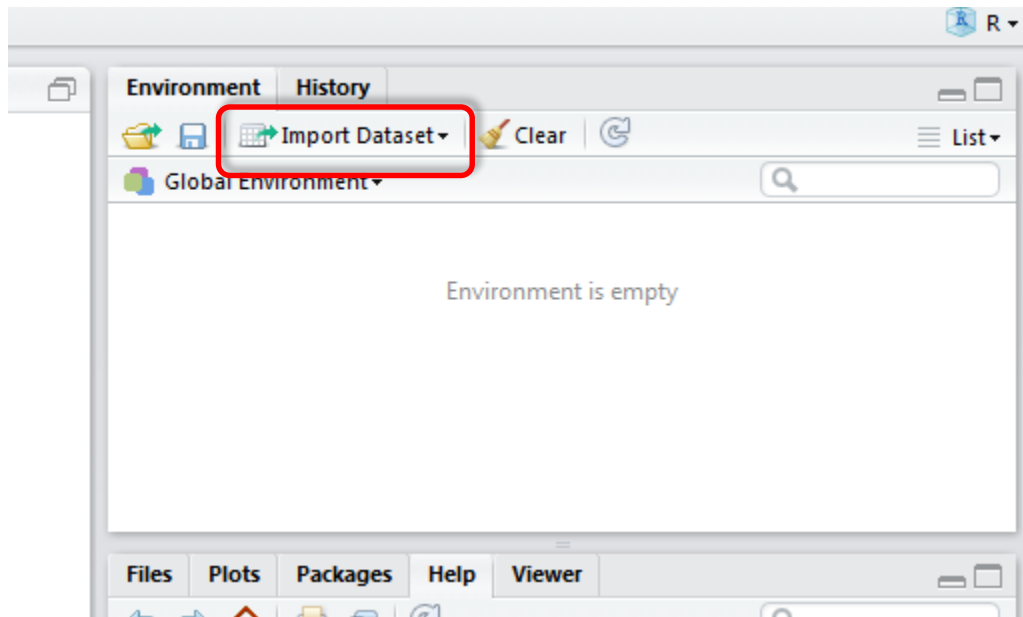 R
Environment History
Import Dataset Clear List
Global Environment
Environment is empty
Files Plots Packages Help Viewer